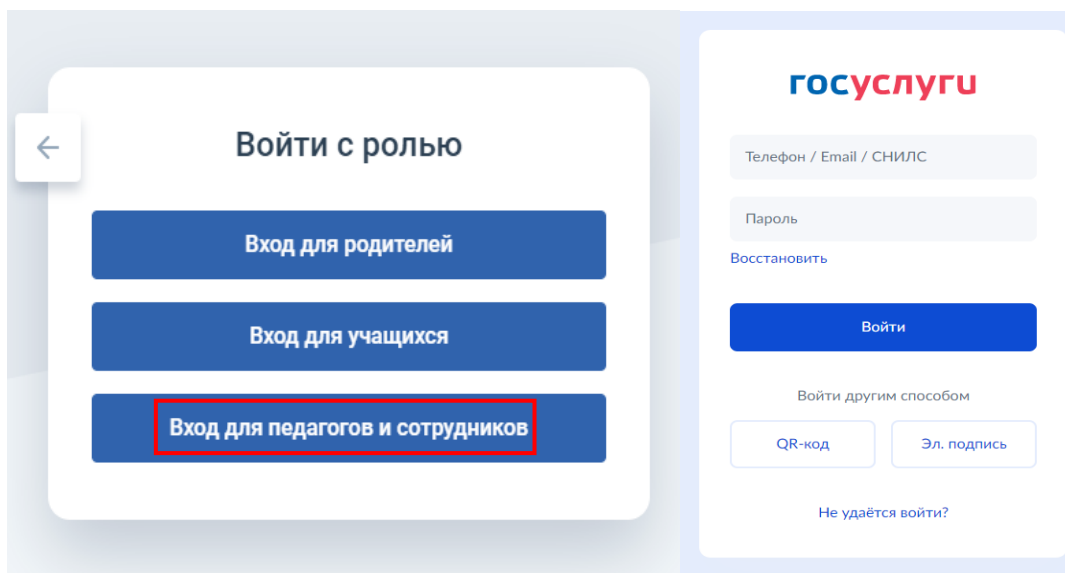 Войти с ролью
Вход для родителей
Вход для учащихся
Вход для педагогов и сотрудников
госуслуги
Телефон / Email / СНИЛС
Пароль
Восстановить
Войти
Войти другим способом
QR-код
Эл. подпись
Не удаётся войти?